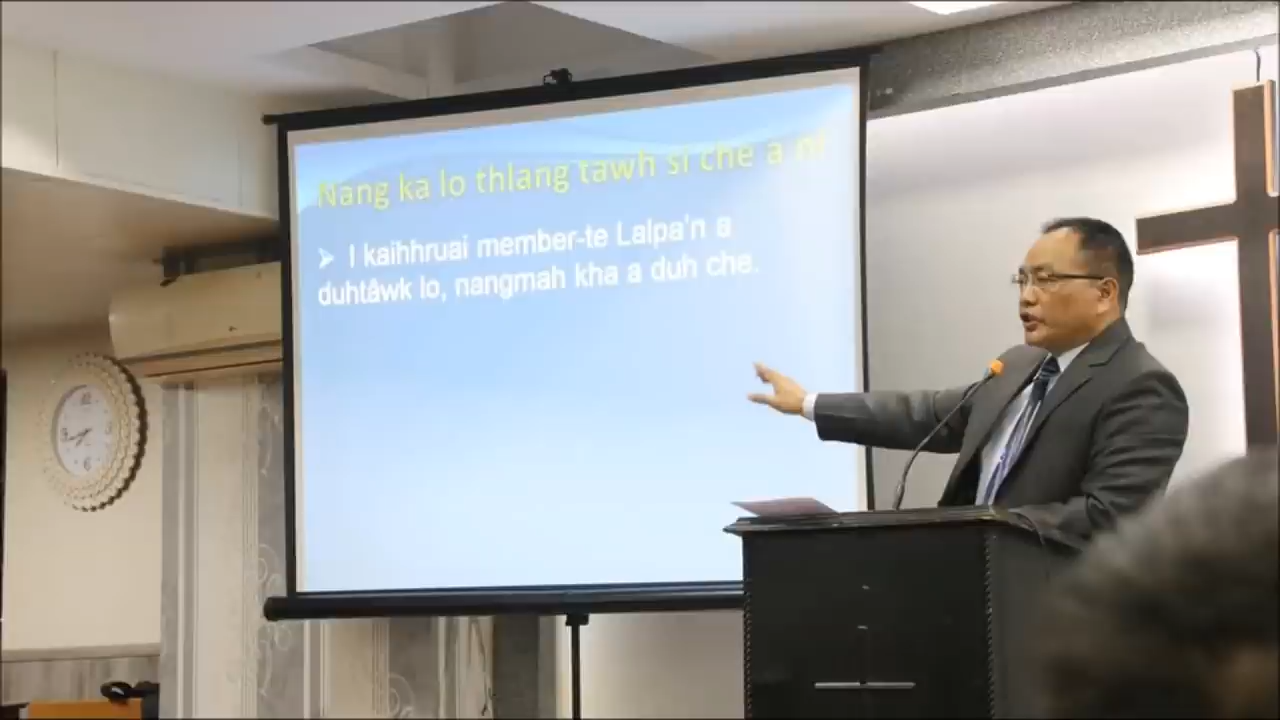 Nang ka lo thlang tawh si che a ni
➢ I kaihhruai member-te Lalpa'n a
duhtâwk lo, nangmah kha a duh che.